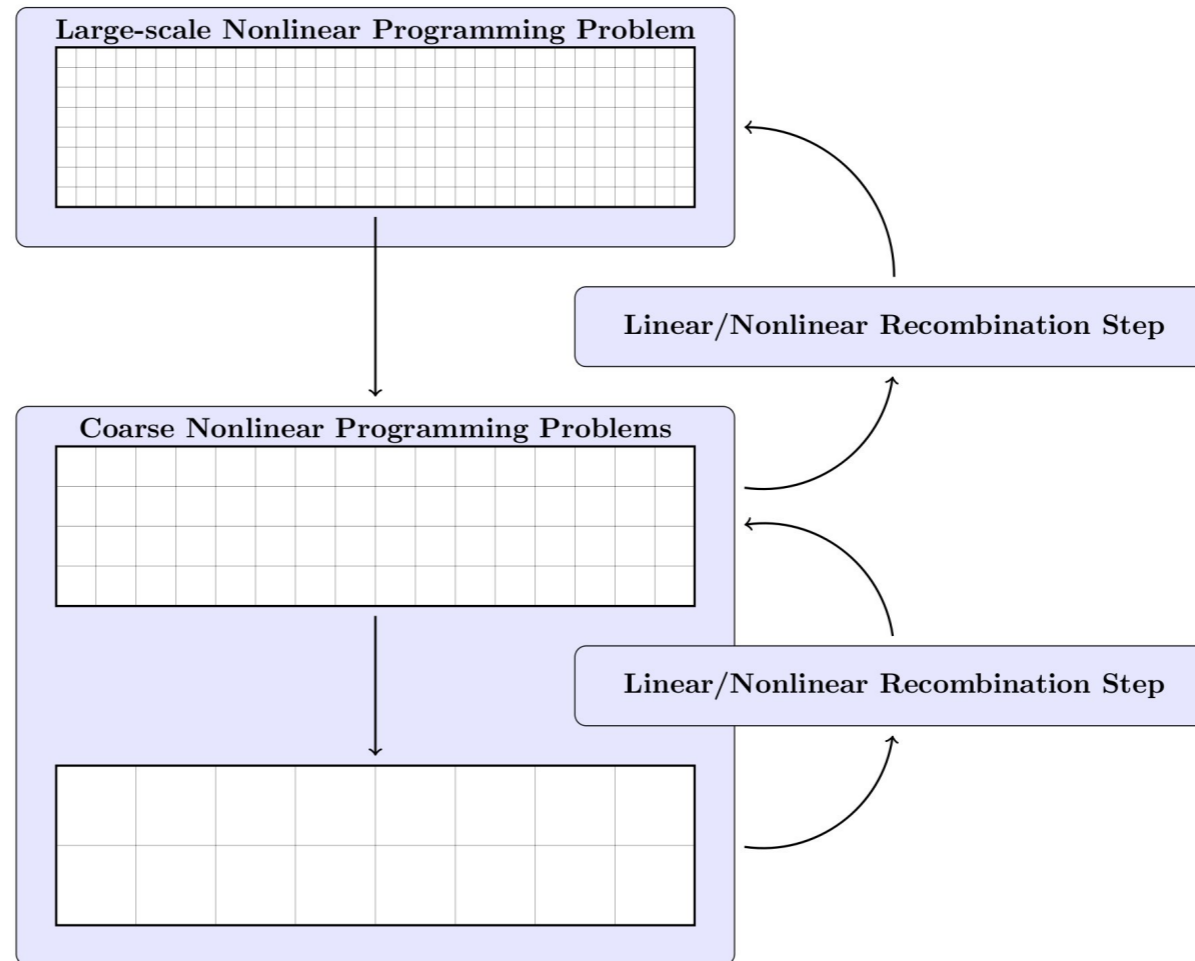 Large-scale Nonlinear Programming Problem
Linear/Nonlinear Recombination Step
Coarse Nonlinear Programming Problems
Linear/Nonlinear Recombination Step